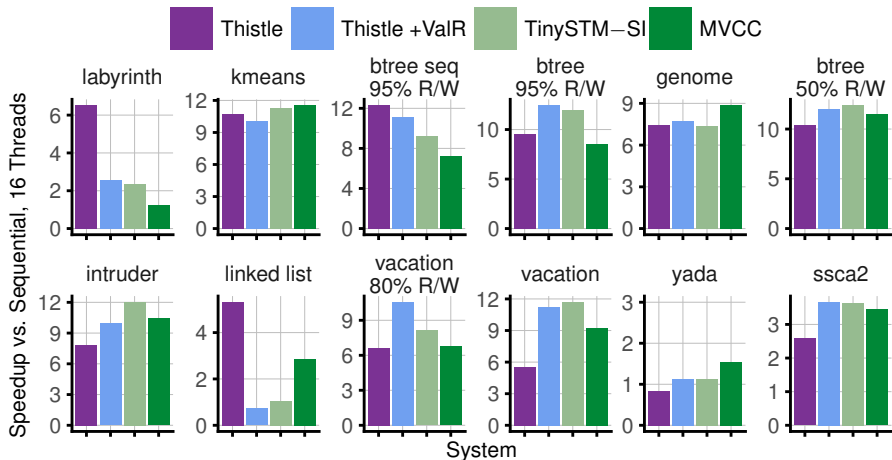 Thistle Thistle +ValR TinySTM−SI MVCC
labyrinth
6
4
2
0
kmeans
12
9
6
3
0
btree seq
95% R/W
12
8
4
0
btree
95% R/W
10
5
0
genome
9
6
3
0
btree
50% R/W
10
5
0
intruder
12
9
6
3
0
linked list
4
2
0
vacation
80% R/W
9
6
3
0
vacation
12
9
6
3
0
yada
3
2
1
0
ssca2
3
2
1
0
Speedup vs. Sequential, 16 Threads
System